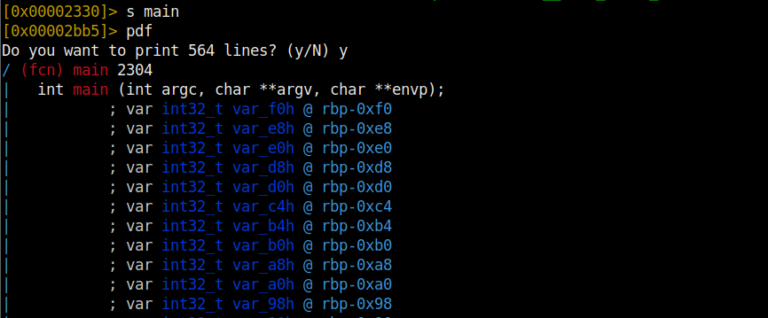 [0x00002330]> s main
[0x00002bb5]> pdf
Do you want to print 564 lines? (y/N) y
/ (fcn) main 2304
|   int main (int argc, char **argv, char **envp);
|           ; var int32_t var_f0h @ rbp-0xf0
|           ; var int32_t var_e8h @ rbp-0xe8
|           ; var int32_t var_e0h @ rbp-0xe0
|           ; var int32_t var_d8h @ rbp-0xd8
|           ; var int32_t var_d0h @ rbp-0xd0
|           ; var int32_t var_c4h @ rbp-0xc4
|           ; var int32_t var_b4h @ rbp-0xb4
|           ; var int32_t var_b0h @ rbp-0xb0
|           ; var int32_t var_a8h @ rbp-0xa8
|           ; var int32_t var_a0h @ rbp-0xa0
|           ; var int32_t var_98h @ rbp-0x98